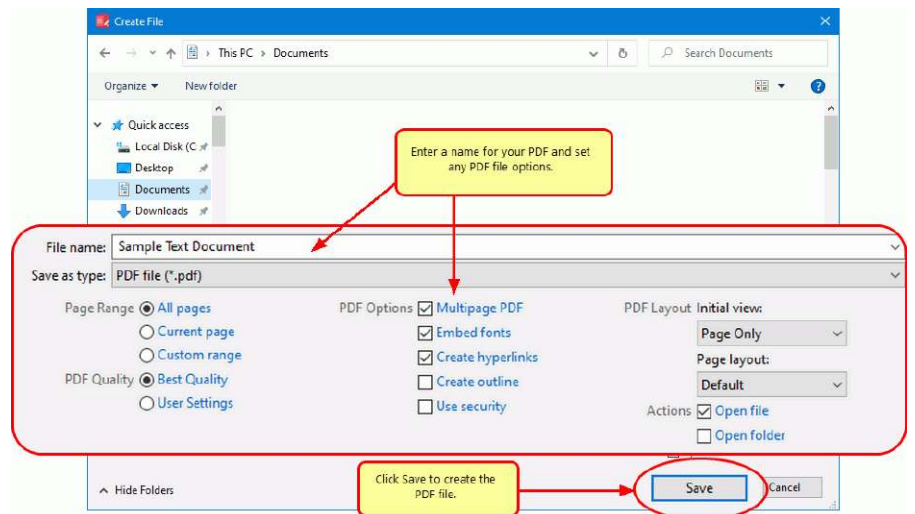 Create File
This PC › Documents
Search Documents
Organize
New folder
Quick access
Local Disk (C
Desktop
Documents
Downloads
Enter a name for your PDF and set
any PDF file options.
File name: Sample Text Document
Save as type: PDF file (*.pdf)
Page Range All pages
Current page
Custom range
PDF Quality Best Quality
User Settings
PDF Options Multipage PDF
Embed fonts
Create hyperlinks
Create outline
Use security
PDF Layout Initial view:
Page Only
Page layout:
Default
Actions Open file
Open folder
Click Save to create the
PDF file.
Hide Folders
Save
Cancel